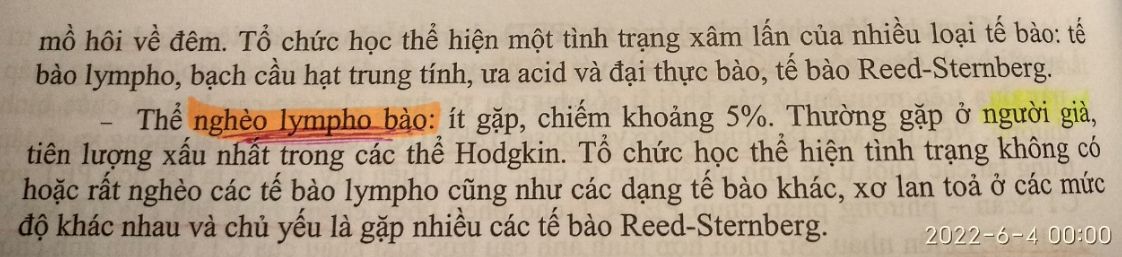 mồ hôi về đêm. Tổ chức học thể hiện một tình trạng xâm lấn của nhiều loại tế bào: tế
bào lympho, bạch cầu hạt trung tính, ưa acid và đại thực bào, tế bào Reed-Sternberg.
– Thể nghèo lympho bào: ít gặp, chiếm khoảng 5%. Thường gặp ở người già,
tiên lượng xấu nhất trong các thể Hodgkin. Tổ chức học thể hiện tình trạng không có
hoặc rất nghèo các tế bào lympho cũng như các dạng tế bào khác, xơ lan toả ở các mức
độ khác nhau và chủ yếu là gặp nhiều các tế bào Reed-Sternberg.
2022-6-4 00:00